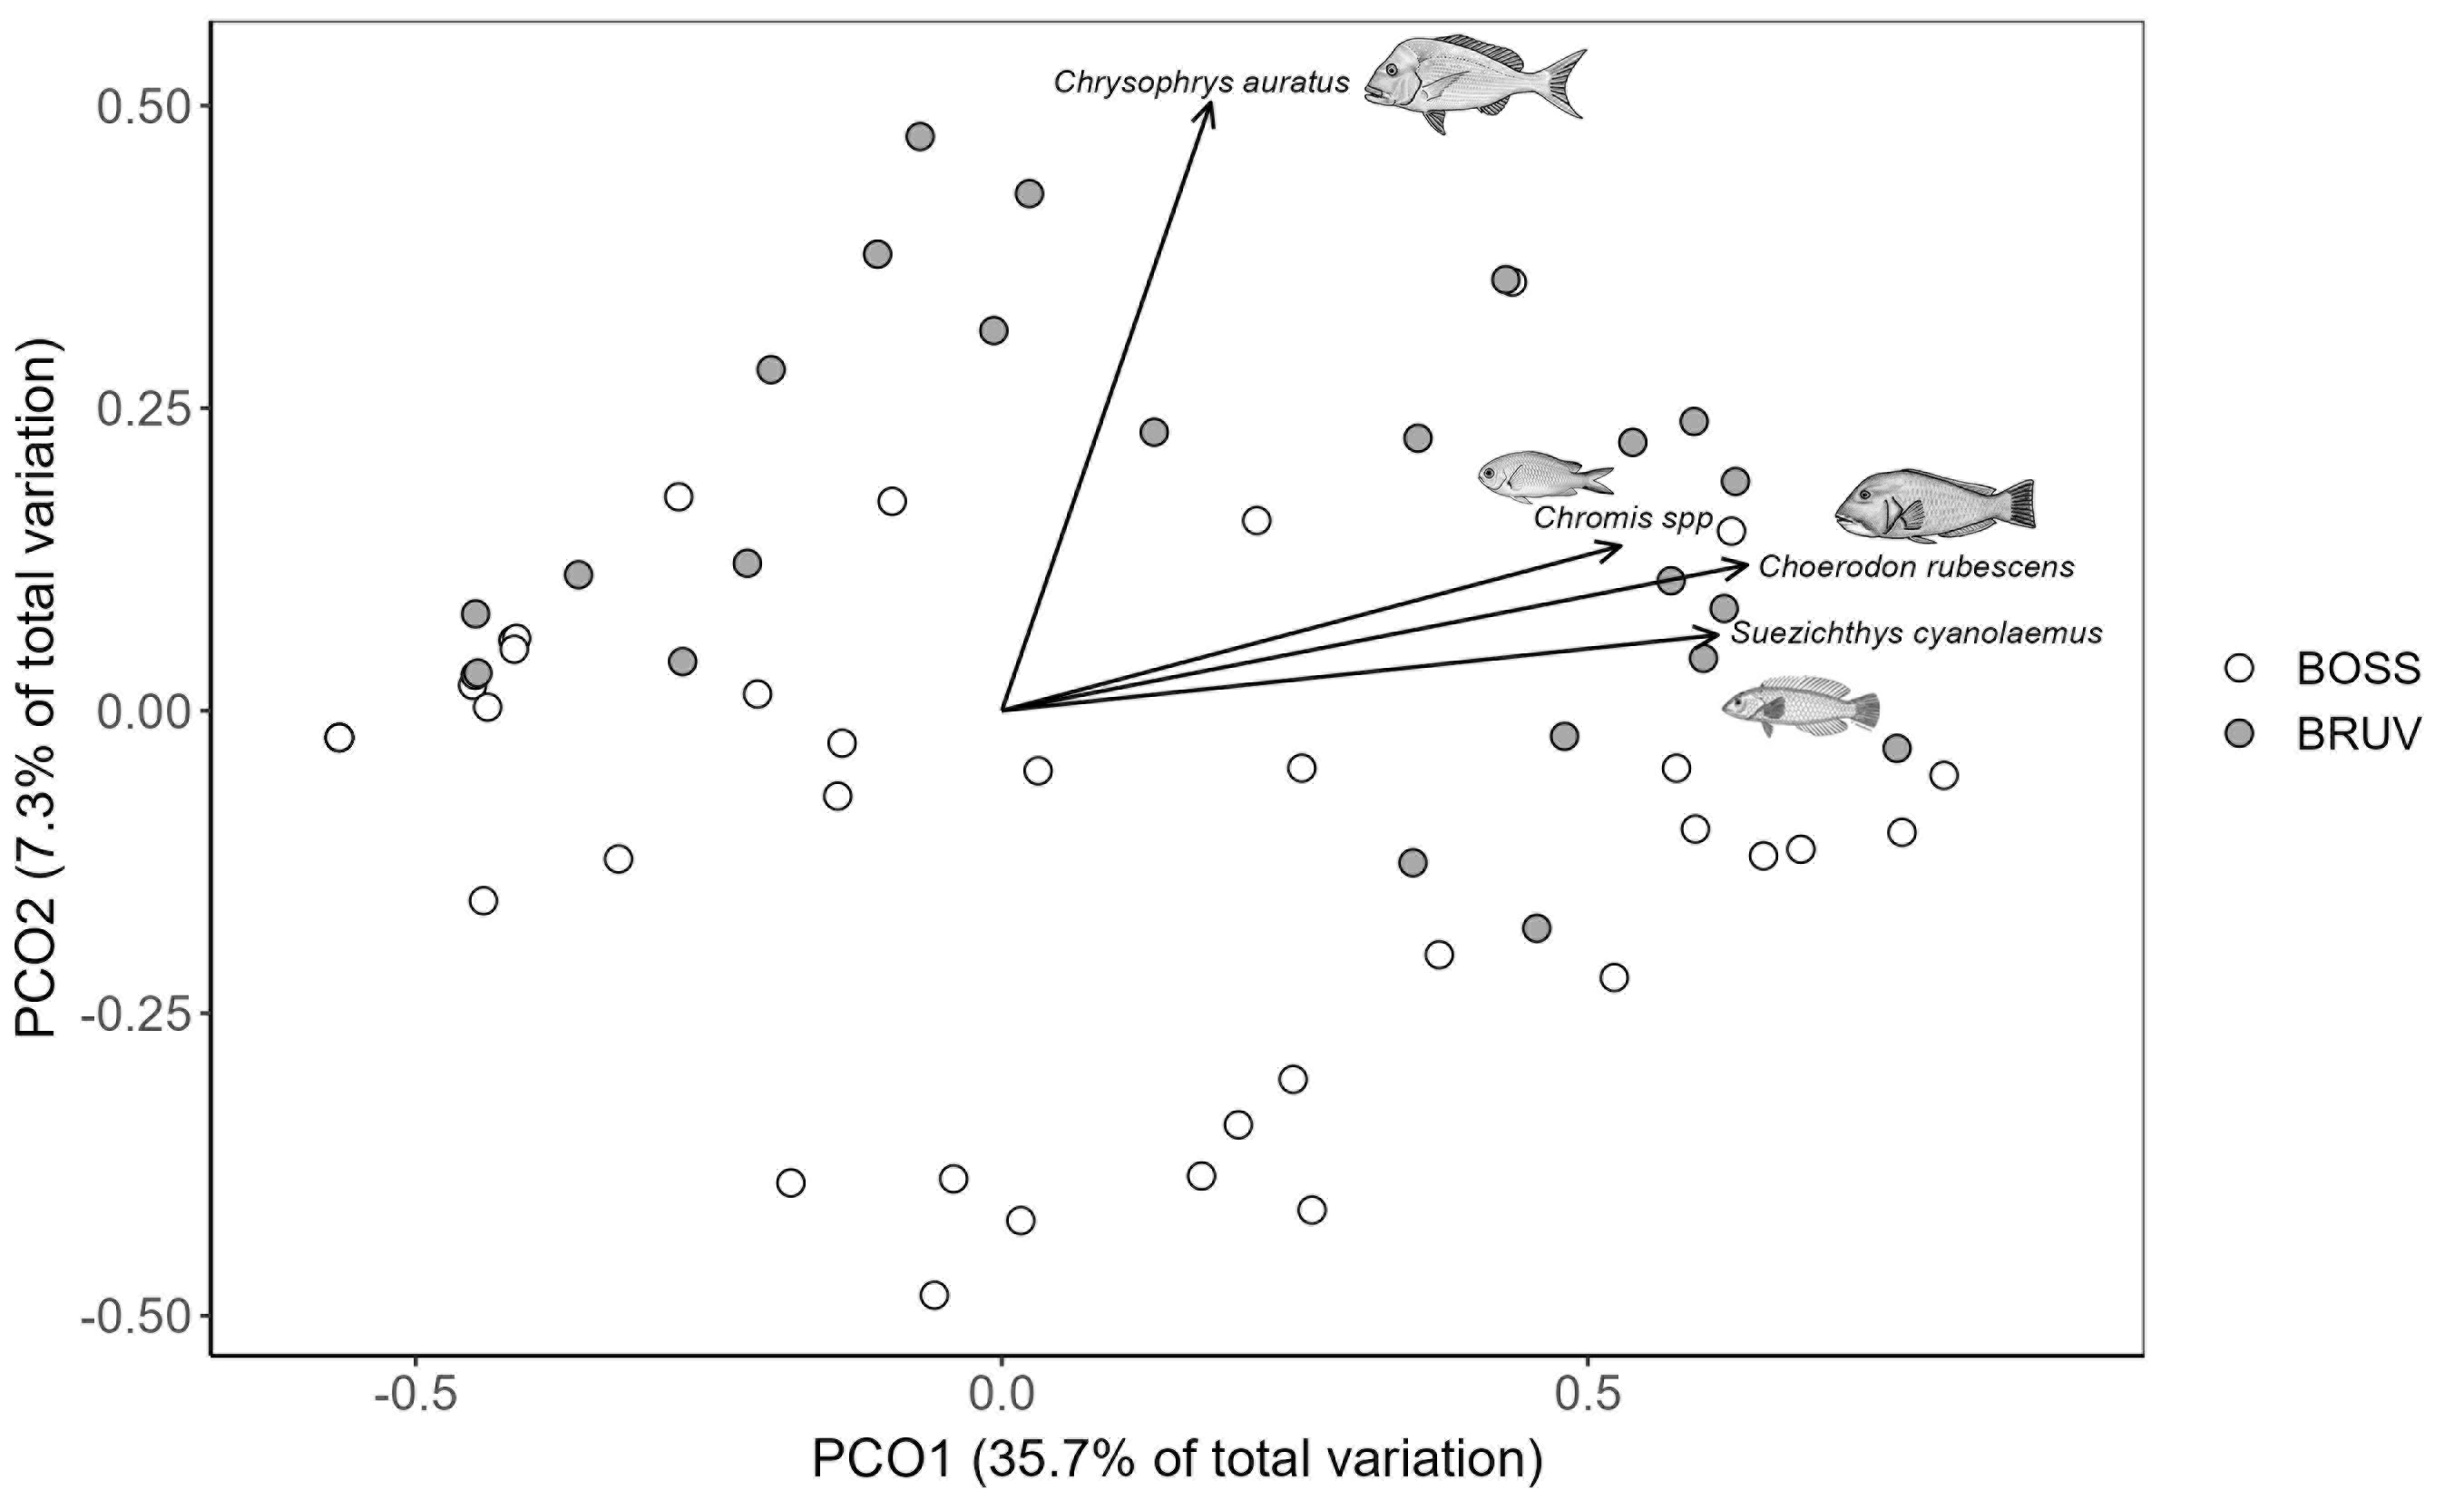 Chrysophrys auratus
0.50
0.25
Chromis spp
Choerodon rubescens
Suezichthys cyanolaemus
0.00
-0.25
-0.50
PCO2 (7.3% of total variation)
-0.5
0.0
0.5
PCO1 (35.7% of total variation)
BOSS
BRUV